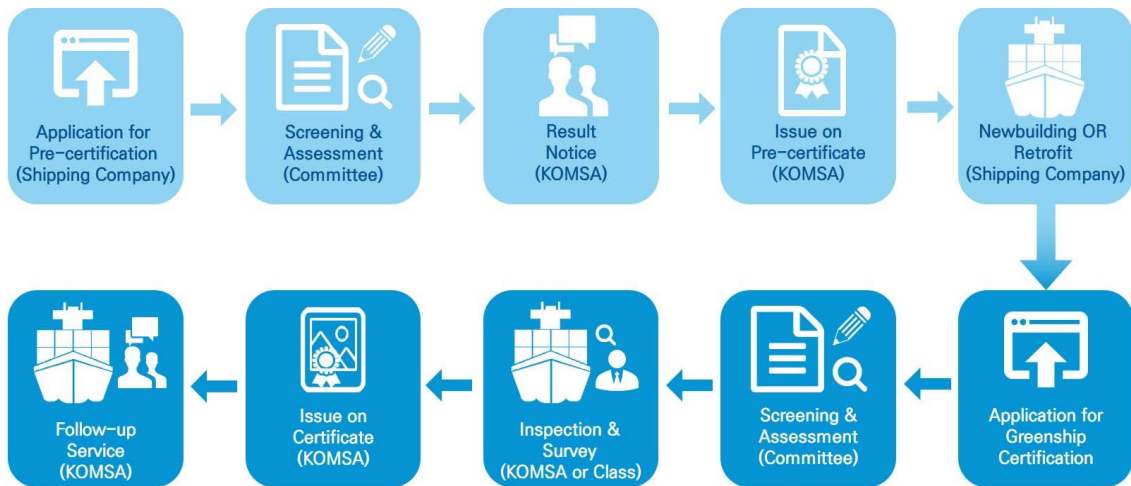 Application for
Pre-certification
(Shipping Company)
Screening &
Assessment
(Committee)
Result
Notice
(KOMSA)
Issue on
Pre-certificate
(KOMSA)
Newbuilding OR
Retrofit
(Shipping Company)
Application for
Greenship
Certification
Screening &
Assessment
(Committee)
Inspection &
Survey
(KOMSA or Class)
Issue on
Certificate
(KOMSA)
Follow-up
Service
(KOMSA)